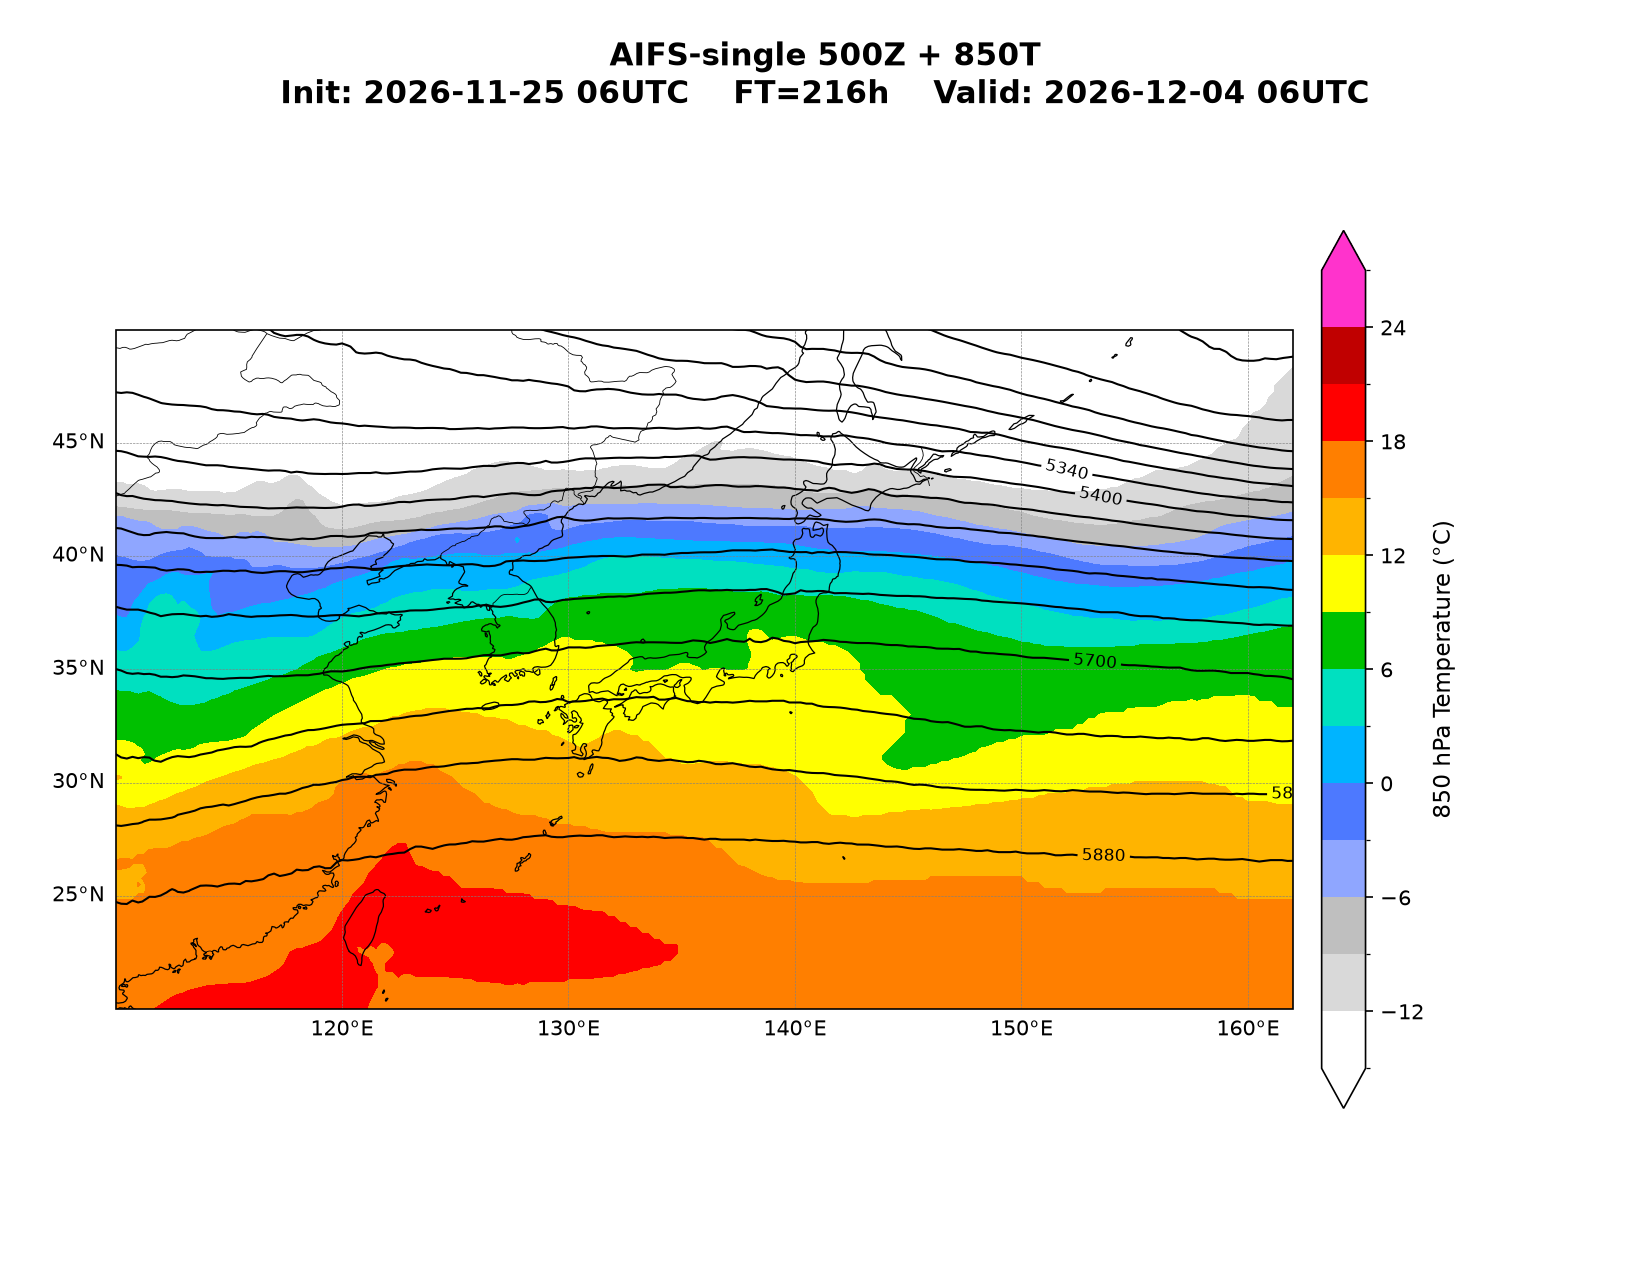 AIFS-single 500Z + 850T
Init: 2026-11-25 06UTC    FT=216h    Valid: 2026-12-04 06UTC
45°N
40°N
35°N
30°N
25°N
120°E
130°E
140°E
150°E
160°E
5340
5400
5700
58
5880
24
18
12
6
0
−6
−12
850 hPa Temperature (°C)